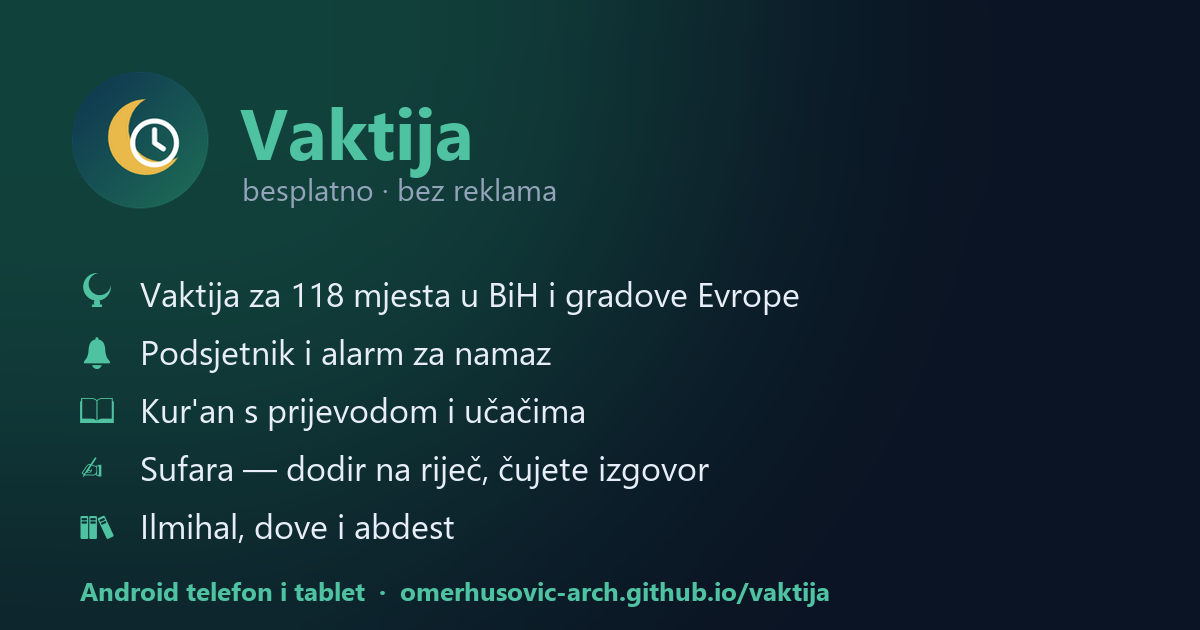 Vaktija
besplatno · bez reklama
Vaktija za 118 mjesta u BiH i gradove Evrope
Podsjetnik i alarm za namaz
Kur'an s prijevodom i učačima
Sufara — dodir na riječ, čujete izgovor
Ilmihal, dove i abdest
Android telefon i tablet · omerhusovic-arch.github.io/vaktija